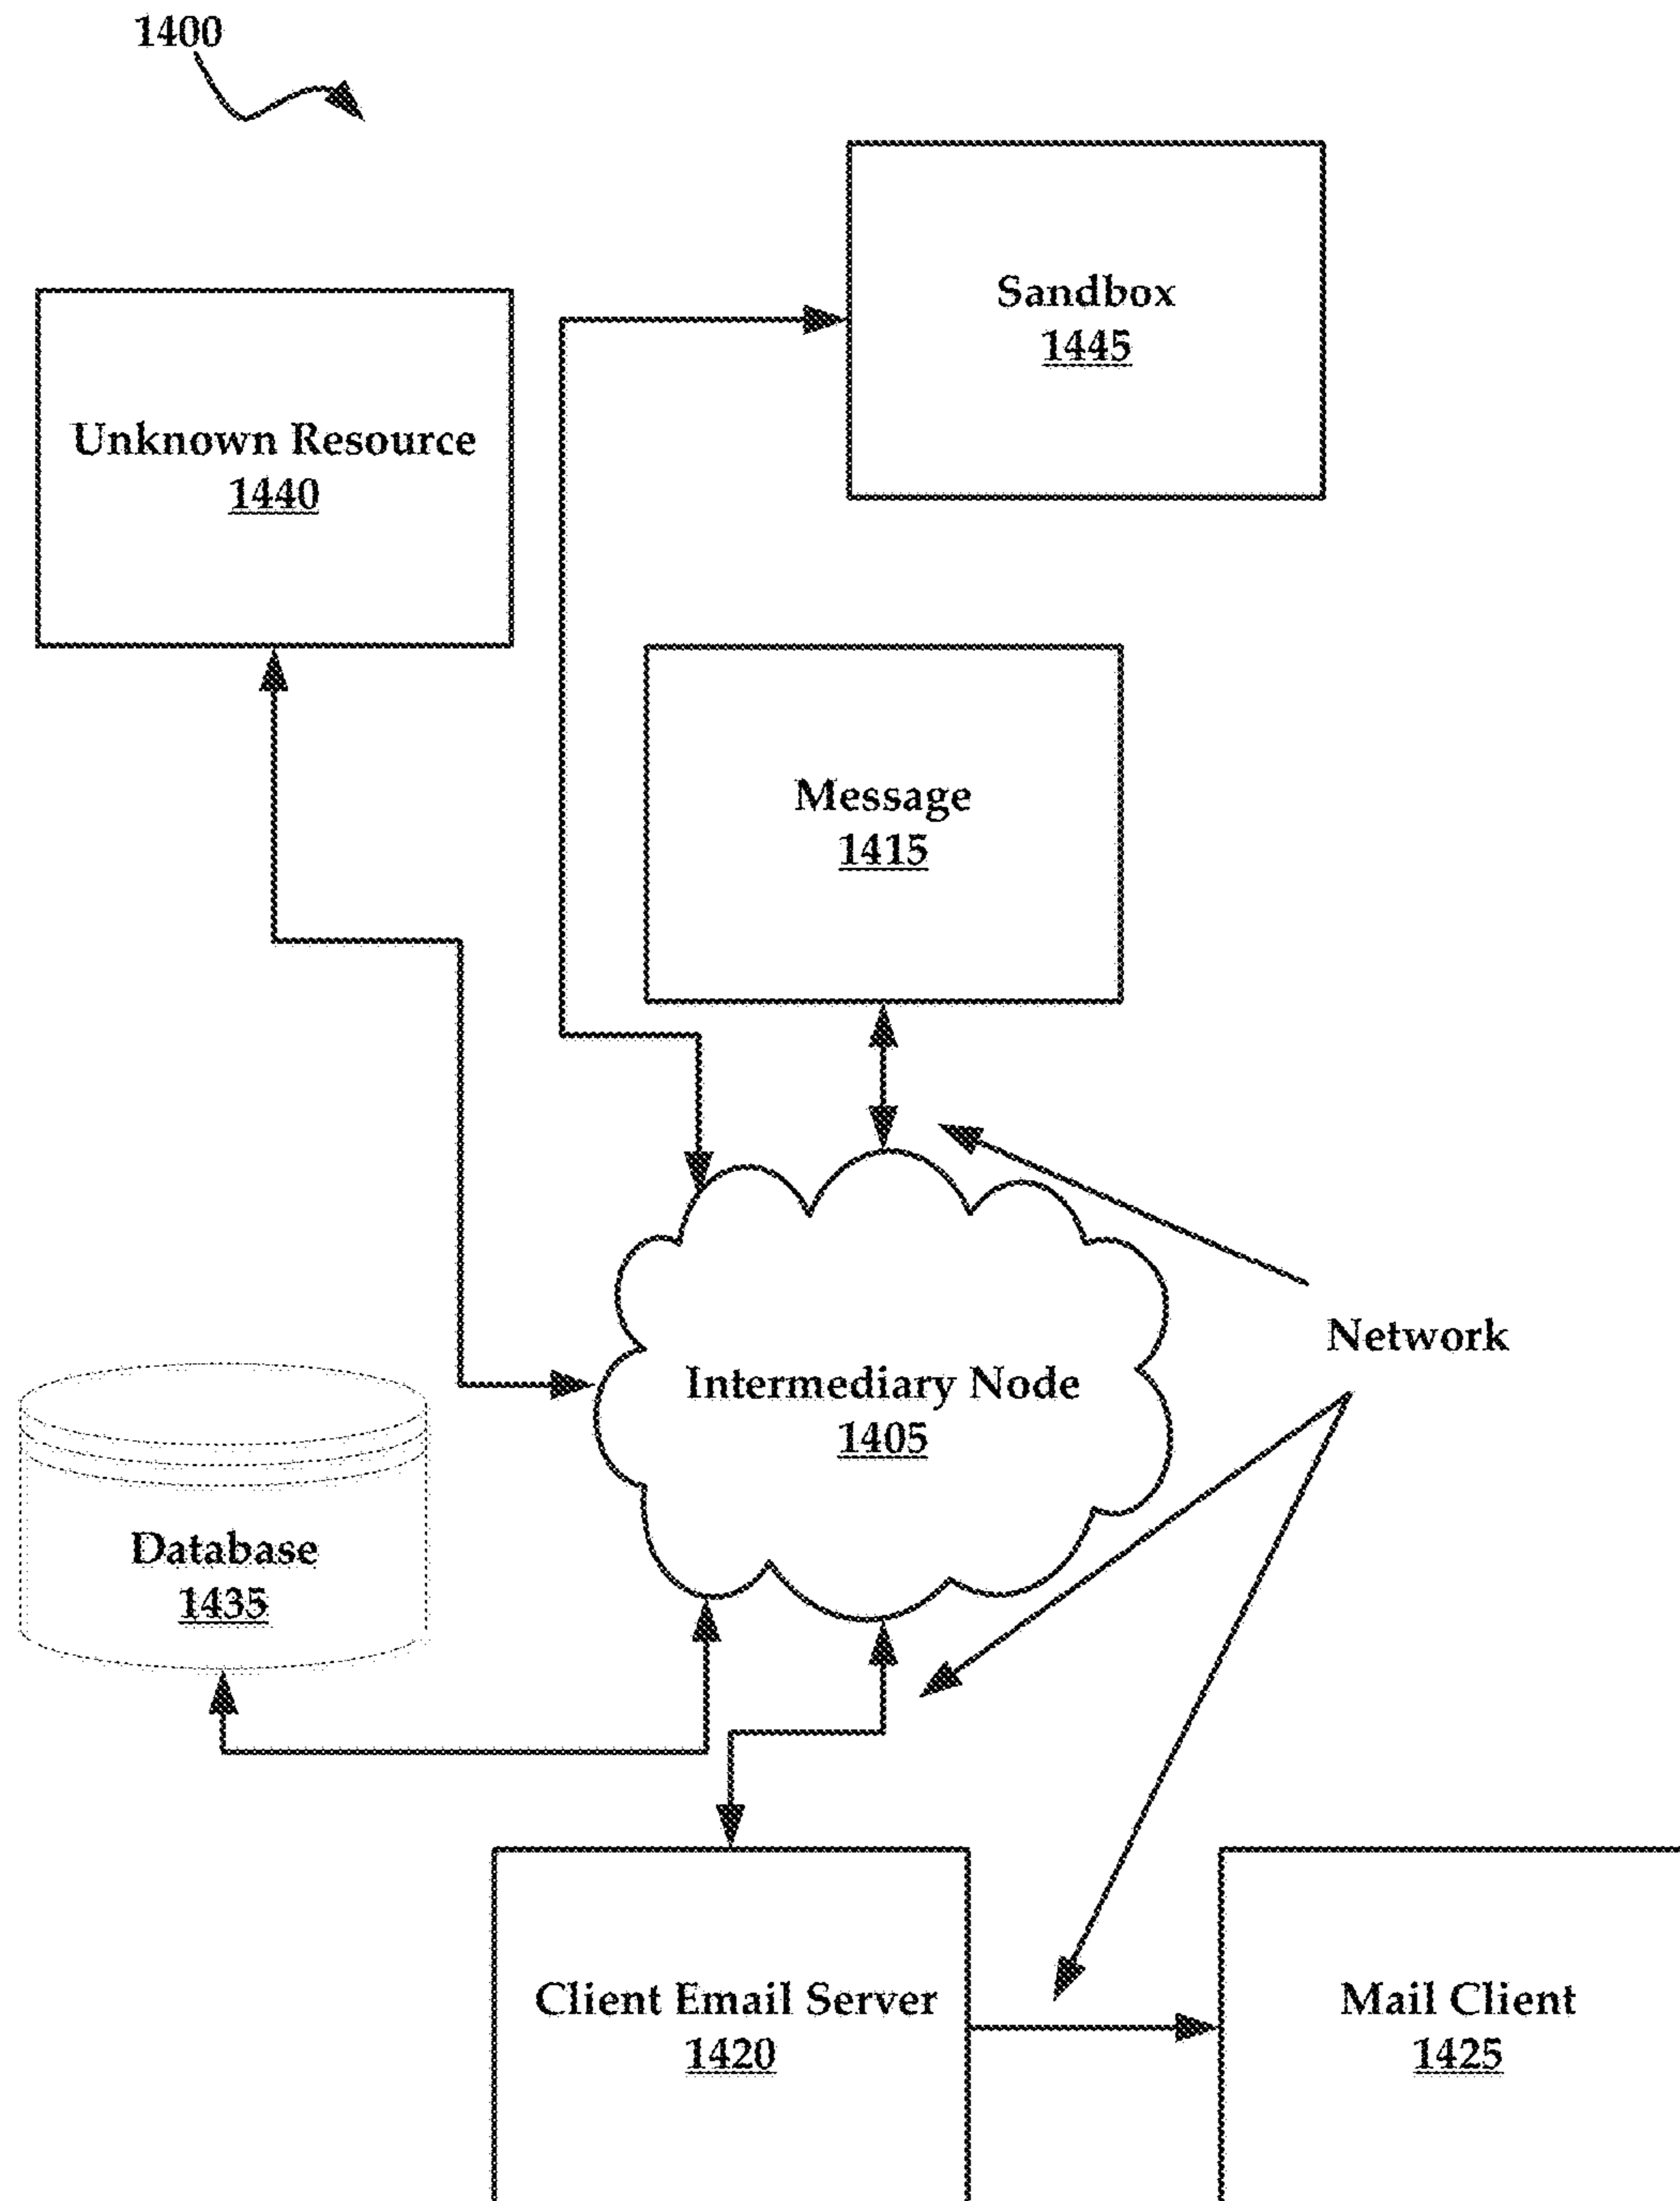 1400
Sandbox
1445
Unknown Resource
1440
Message
1415
Network
Intermediary Node
1405
Database
1435
Client Email Server
1420
Mail Client
1425